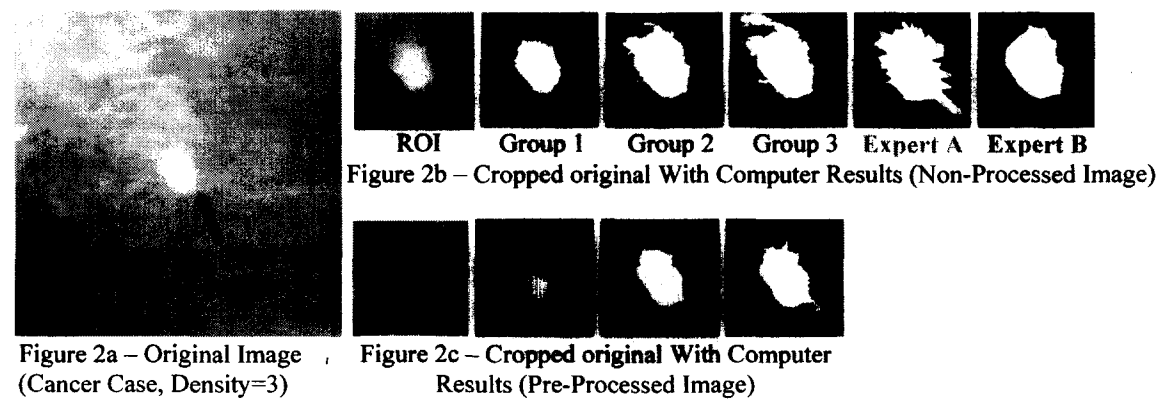 ROI Group 1 Group 2 Group 3 Expert A Expert B
Figure 2b – Cropped original With Computer Results (Non-Processed Image)
Figure 2a – Original Image
(Cancer Case, Density=3)
Figure 2c – Cropped original With Computer
Results (Pre-Processed Image)